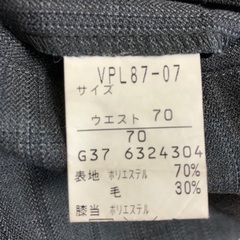 VPL87-07
サイズ
ウエスト 70
70
G37 6324304
表地 ポリエステル 70%
毛 30%
膝当 ポリエステル